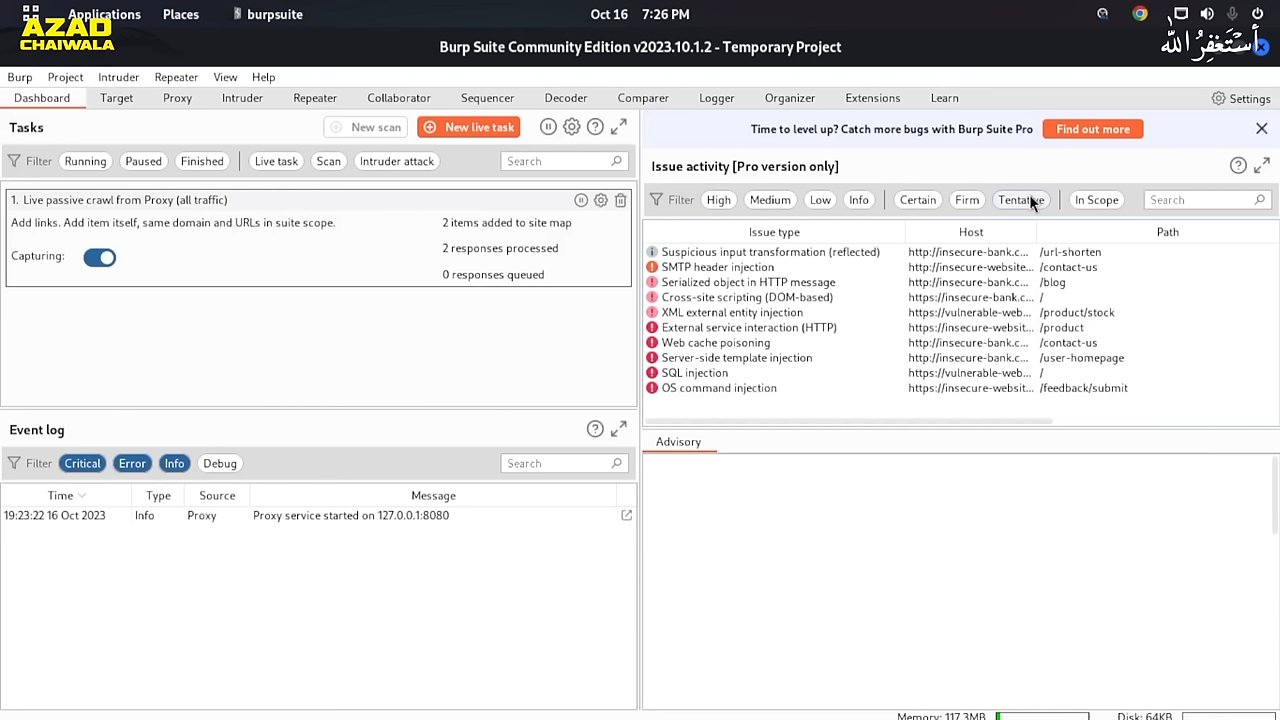 Applications Places burpsuite Oct 16 7:26 PM
AZAD
CHAIWALA
أستغفر الله
Burp Suite Community Edition v2023.10.1.2 - Temporary Project
Burp Project Intruder Repeater View Help
Dashboard Target Proxy Intruder Repeater Collaborator Sequencer Decoder Comparer Logger Organizer Extensions Learn Settings
Tasks New scan New live task
Filter Running Paused Finished Live task Scan Intruder attack Search
1. Live passive crawl from Proxy (all traffic)
Add links. Add item itself, same domain and URLs in suite scope. 2 items added to site map
2 responses processed
Capturing:
0 responses queued
Event log
Filter Critical Error Info Debug Search
Time Type Source Message
19:23:22 16 Oct 2023 Info Proxy Proxy service started on 127.0.0.1:8080
Time to level up? Catch more bugs with Burp Suite Pro Find out more
Issue activity [Pro version only]
Filter High Medium Low Info Certain Firm Tentative In Scope Search
Issue type Host Path
Suspicious input transformation (reflected) http://insecure-bank.c... /url-shorten
SMTP header injection http://insecure-website... /contact-us
Serialized object in HTTP message http://insecure-bank.c... /blog
Cross-site scripting (DOM-based) https://insecure-bank.c... /
XML external entity injection https://vulnerable-web... /product/stock
External service interaction (HTTP) https://insecure-websit... /product
Web cache poisoning http://insecure-bank.c... /contact-us
Server-side template injection http://insecure-bank.c... /user-homepage
SQL injection https://vulnerable-web... /
OS command injection https://insecure-websit... /feedback/submit
Advisory
Memory: 117.3MB Disk: 64KB